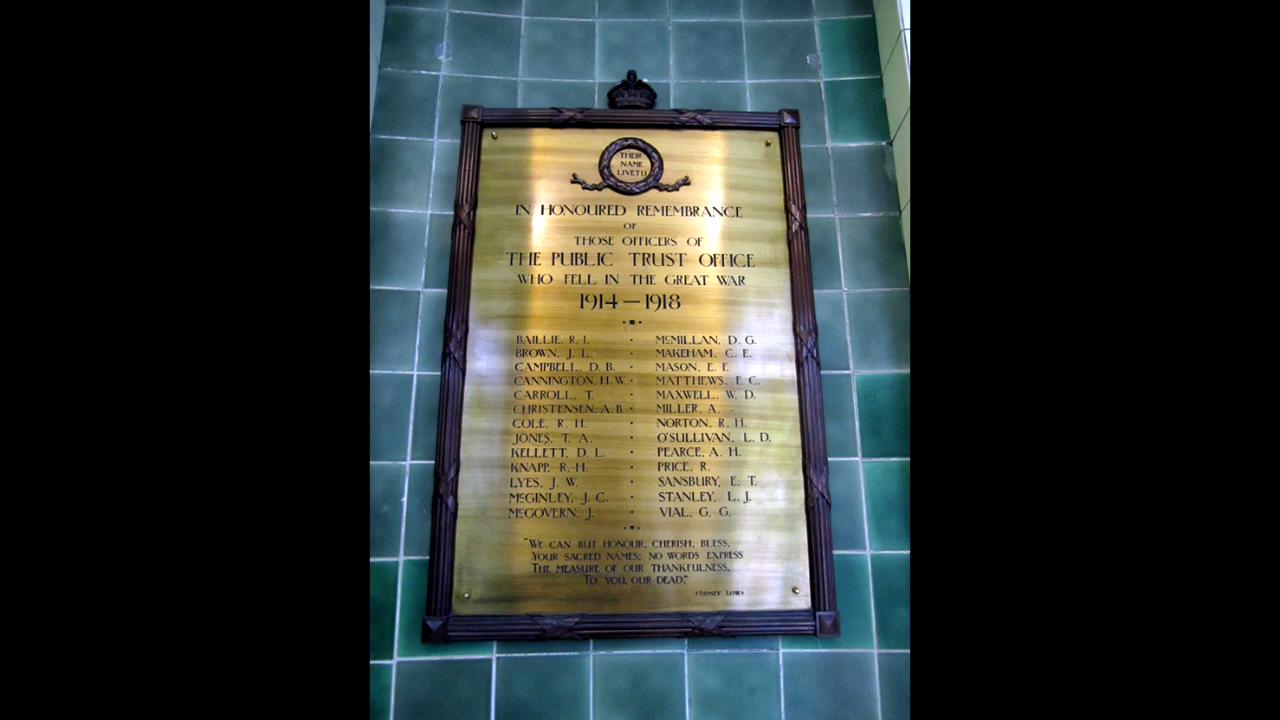 THEIR
NAME
LIVETH
IN HONOURED REMEMBRANCE
OF
THOSE OFFICERS OF
THE PUBLIC TRUST OFFICE
WHO FELL IN THE GREAT WAR
1914 — 1918
BAILLIE, R. I. · McMILLAN, D. G.
BROWN, J. L. · MAKEHAM, C. E.
CAMPBELL, D. B. · MASON, E. F.
CANNINGTON, H. W. · MATTHEWS, F. C.
CARROLL, T. · MAXWELL, W. D.
CHRISTENSEN, A. B. · MILLER, A.
COLE, R. H. · NORTON, R. H.
JONES, T. A. · O'SULLIVAN, L. D.
KELLETT, D. L. · PEARCE, A. H.
KNAPP, R. H. · PRICE, R.
LYES, J. W. · SANSBURY, E. T.
McGINLEY, J. C. · STANLEY, L. J.
McGOVERN, J. · VIAL, G. G.
"WE CAN BUT HONOUR, CHERISH, BLESS,
YOUR SACRED NAMES; NO WORDS EXPRESS
THE MEASURE OF OUR THANKFULNESS,
TO YOU, OUR DEAD."
(SIDNEY LOW)